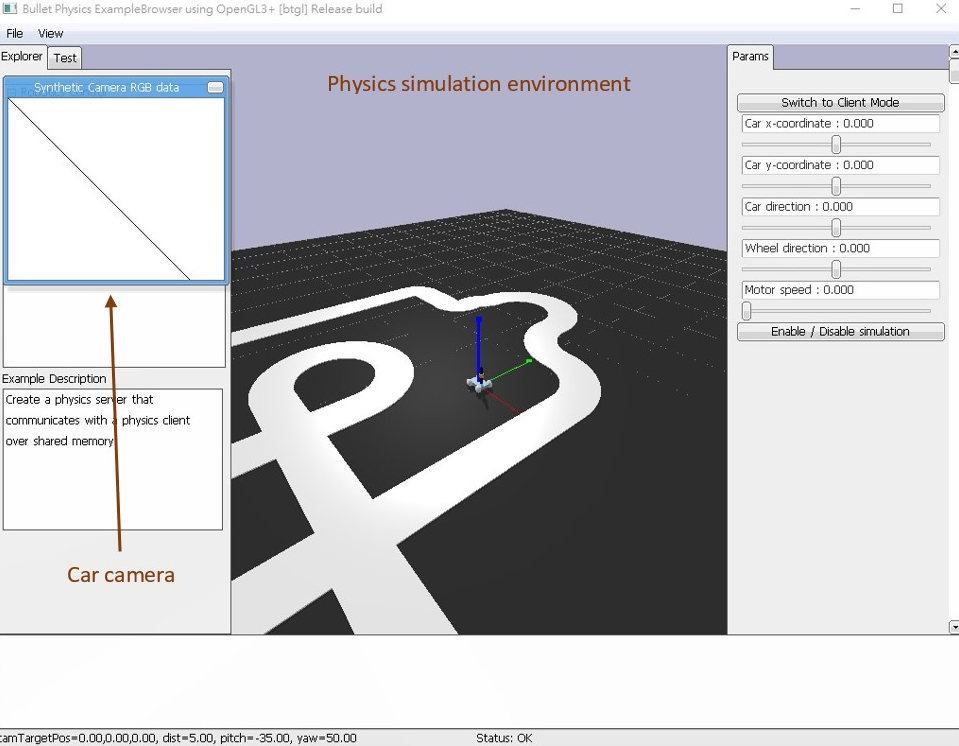 Bullet Physics ExampleBrowser using OpenGL3+ [btgl] Release build
File View
Explorer Test
Synthetic Camera RGB data
Physics simulation environment
Params
Switch to Client Mode
Car x-coordinate : 0.000
Car y-coordinate : 0.000
Car direction : 0.000
Wheel direction : 0.000
Motor speed : 0.000
Enable / Disable simulation
Example Description
Create a physics server that
communicates with a physics client
over shared memory
Car camera
camTargetPos=0.00,0.00,0.00, dist=5.00, pitch=-35.00, yaw=50.00
Status: OK